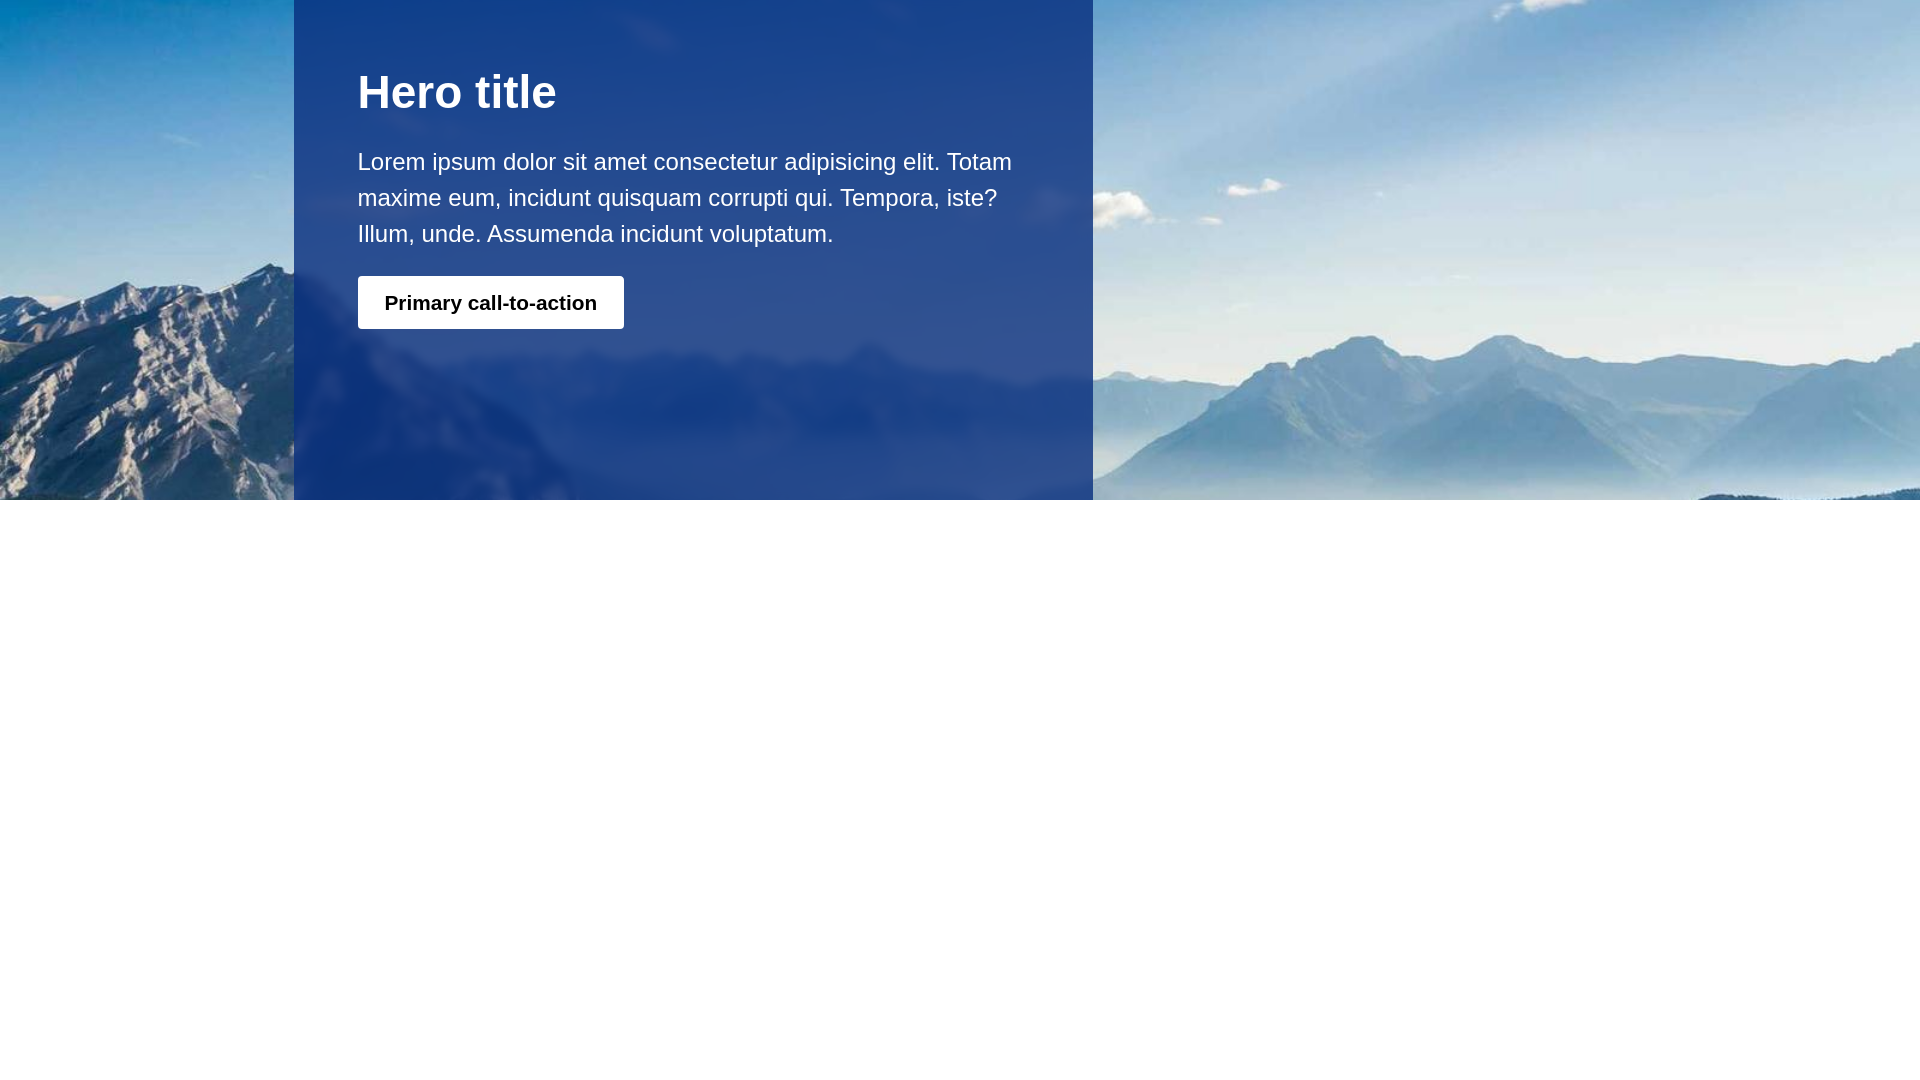 Hero title
Lorem ipsum dolor sit amet consectetur adipisicing elit. Totam
maxime eum, incidunt quisquam corrupti qui. Tempora, iste?
Illum, unde. Assumenda incidunt voluptatum.
Primary call-to-action